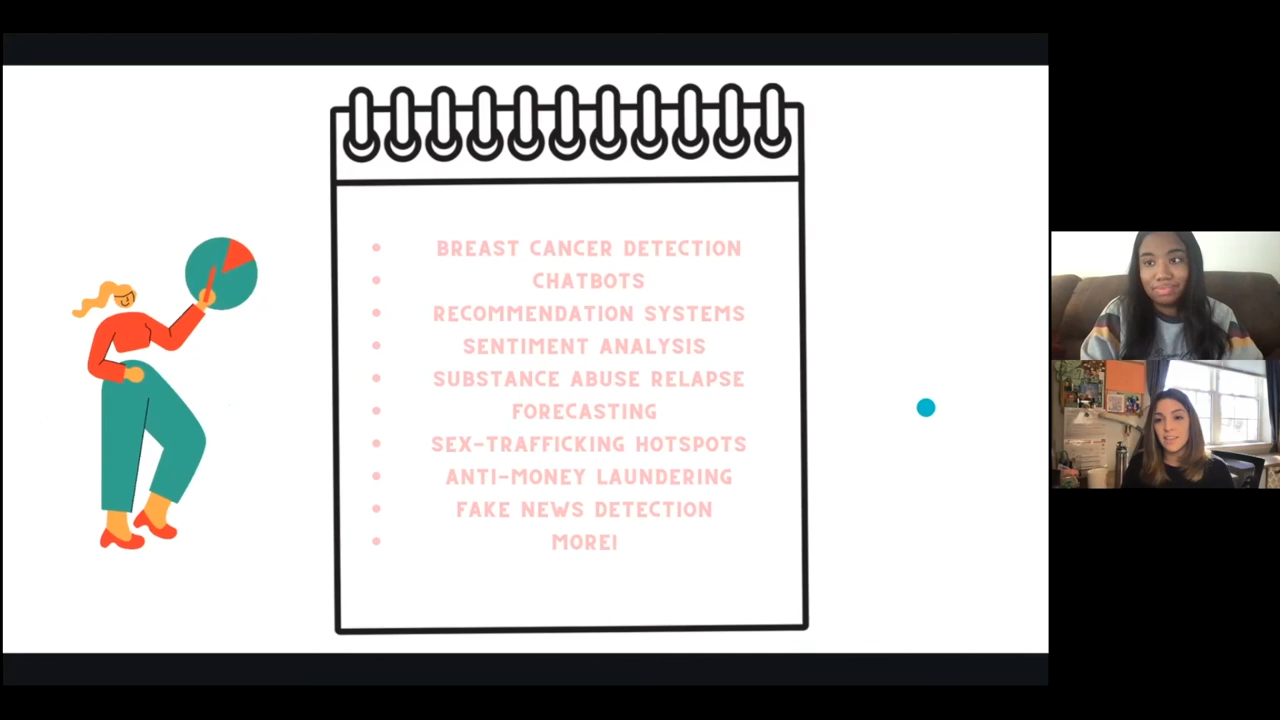 BREAST CANCER DETECTION
CHATBOTS
RECOMMENDATION SYSTEMS
SENTIMENT ANALYSIS
SUBSTANCE ABUSE RELAPSE
FORECASTING
SEX-TRAFFICKING HOTSPOTS
ANTI-MONEY LAUNDERING
FAKE NEWS DETECTION
MORE!